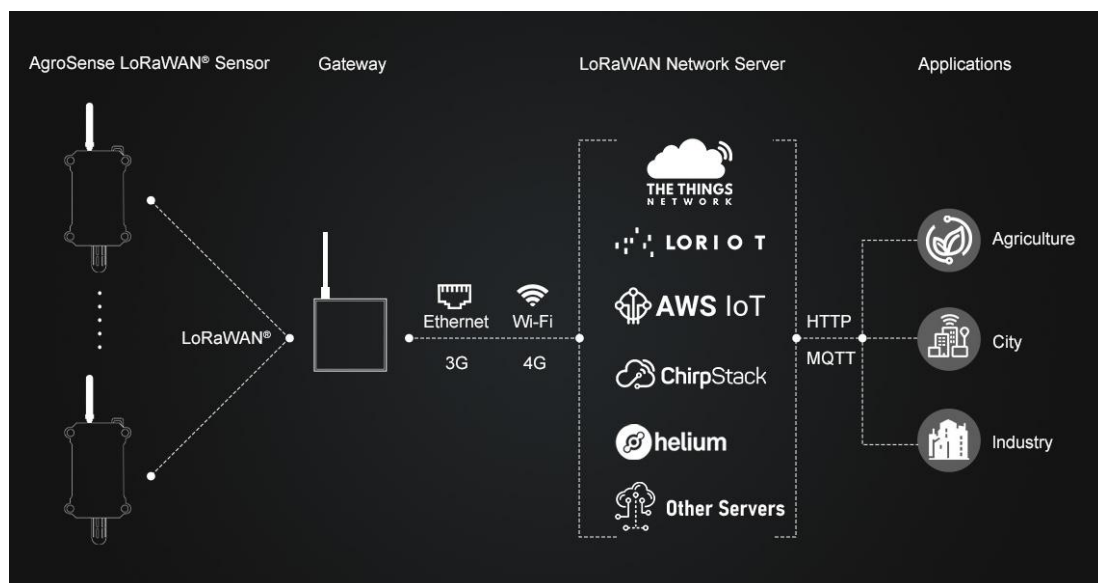 AgroSense LoRaWAN® Sensor
Gateway
LoRaWAN Network Server
Applications
THE THINGS
NETWORK
LORIOT
AWS IoT
ChirpStack
helium
Other Servers
LoRaWAN®
Ethernet
Wi-Fi
3G
4G
HTTP
MQTT
Agriculture
City
Industry